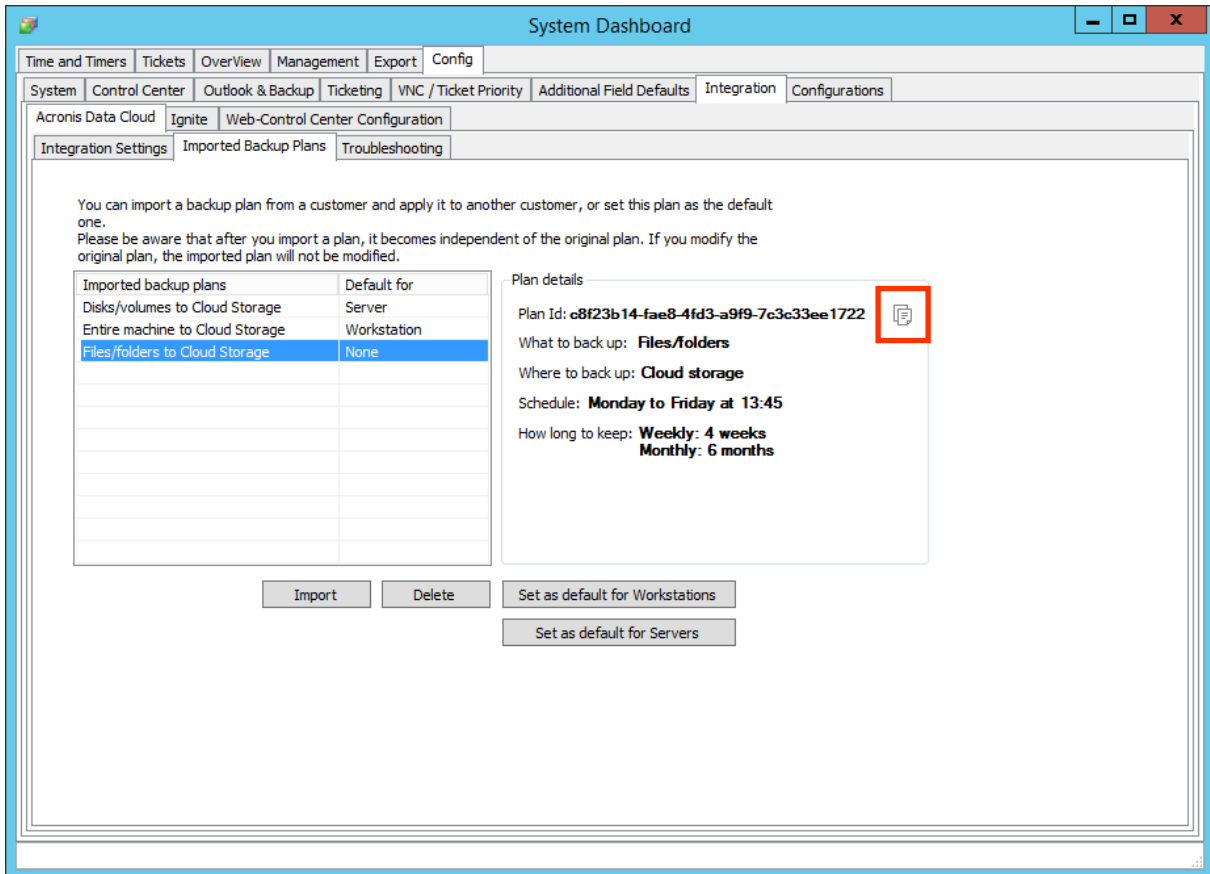 System Dashboard
Time and Timers Tickets OverView Management Export Config
System Control Center Outlook & Backup Ticketing VNC / Ticket Priority Additional Field Defaults Integration Configurations
Acronis Data Cloud Ignite Web-Control Center Configuration
Integration Settings Imported Backup Plans Troubleshooting
You can import a backup plan from a customer and apply it to another customer, or set this plan as the default
one.
Please be aware that after you import a plan, it becomes independent of the original plan. If you modify the
original plan, the imported plan will not be modified.
Imported backup plans Default for
Disks/volumes to Cloud Storage Server
Entire machine to Cloud Storage Workstation
Files/folders to Cloud Storage None
Plan details
Plan Id: c8f23b14-fae8-4fd3-a9f9-7c3c33ee1722
What to back up: Files/folders
Where to back up: Cloud storage
Schedule: Monday to Friday at 13:45
How long to keep: Weekly: 4 weeks
Monthly: 6 months
Import Delete Set as default for Workstations
Set as default for Servers